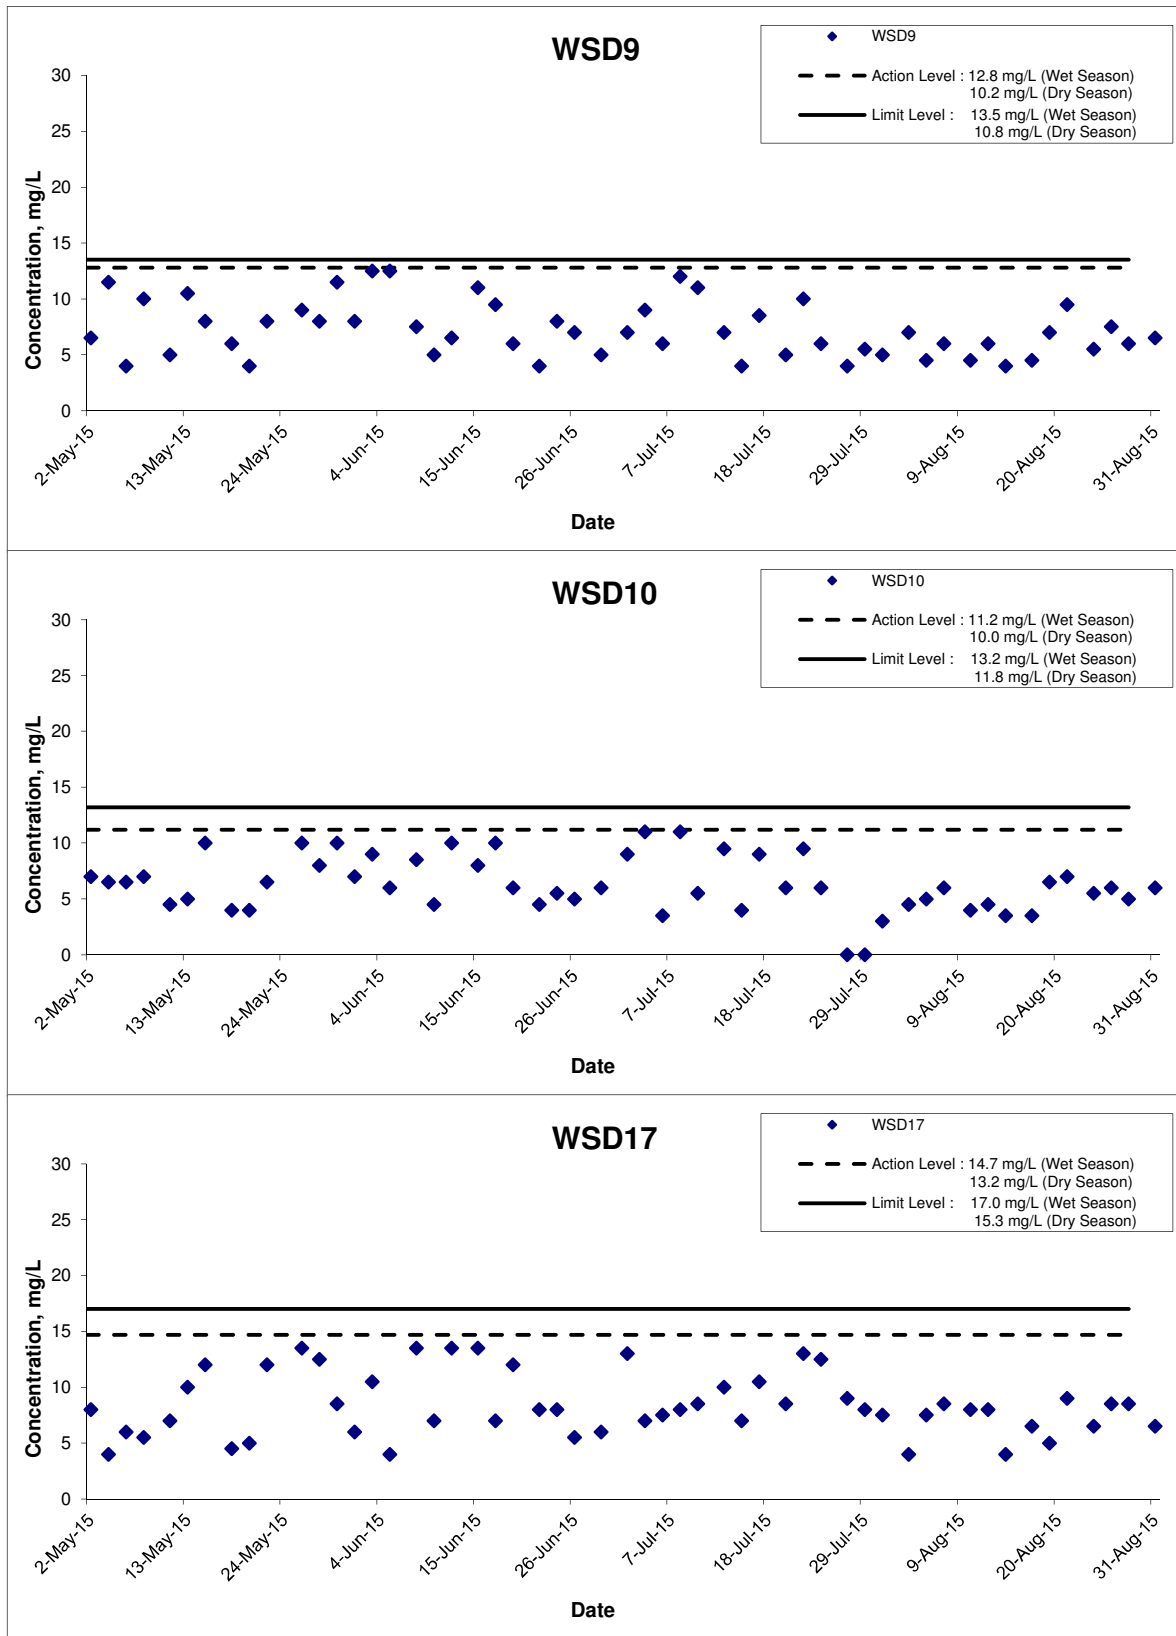 WSD9
WSD9
Action Level : 12.8 mg/L (Wet Season)
10.2 mg/L (Dry Season)
Limit Level : 13.5 mg/L (Wet Season)
10.8 mg/L (Dry Season)
30
25
20
15
10
5
0
Concentration, mg/L
2-May-15
13-May-15
24-May-15
4-Jun-15
15-Jun-15
26-Jun-15
7-Jul-15
18-Jul-15
29-Jul-15
9-Aug-15
20-Aug-15
31-Aug-15
Date
WSD10
WSD10
Action Level : 11.2 mg/L (Wet Season)
10.0 mg/L (Dry Season)
Limit Level : 13.2 mg/L (Wet Season)
11.8 mg/L (Dry Season)
30
25
20
15
10
5
0
Concentration, mg/L
2-May-15
13-May-15
24-May-15
4-Jun-15
15-Jun-15
26-Jun-15
7-Jul-15
18-Jul-15
29-Jul-15
9-Aug-15
20-Aug-15
31-Aug-15
Date
WSD17
WSD17
Action Level : 14.7 mg/L (Wet Season)
13.2 mg/L (Dry Season)
Limit Level : 17.0 mg/L (Wet Season)
15.3 mg/L (Dry Season)
30
25
20
15
10
5
0
Concentration, mg/L
2-May-15
13-May-15
24-May-15
4-Jun-15
15-Jun-15
26-Jun-15
7-Jul-15
18-Jul-15
29-Jul-15
9-Aug-15
20-Aug-15
31-Aug-15
Date